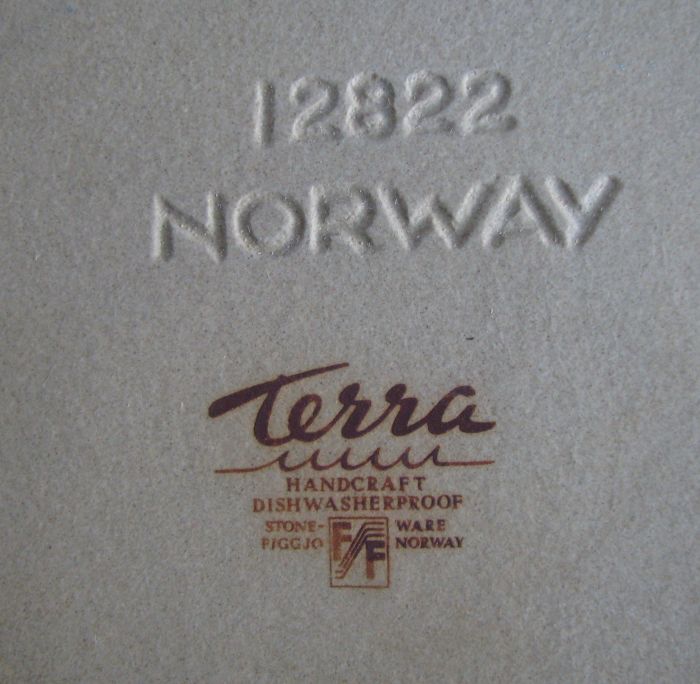 12822
NORWAY
Terra
HANDCRAFT
DISHWASHERPROOF
STONE- WARE
FIGGJO F/F NORWAY